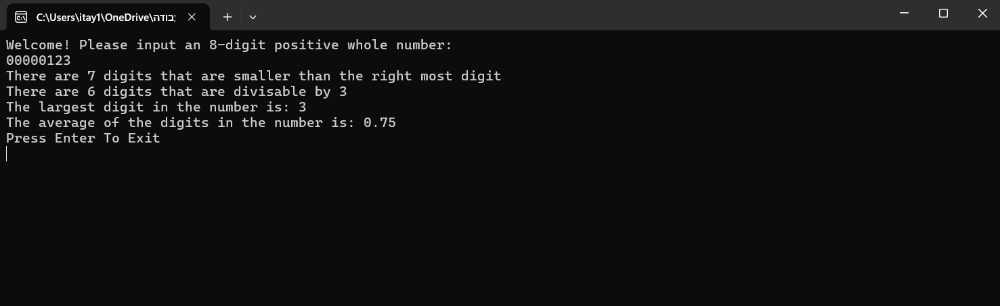 C:\Users\itay1\OneDrive\עבודה
Welcome! Please input an 8-digit positive whole number:
00000123
There are 7 digits that are smaller than the right most digit
There are 6 digits that are divisable by 3
The largest digit in the number is: 3
The average of the digits in the number is: 0.75
Press Enter To Exit